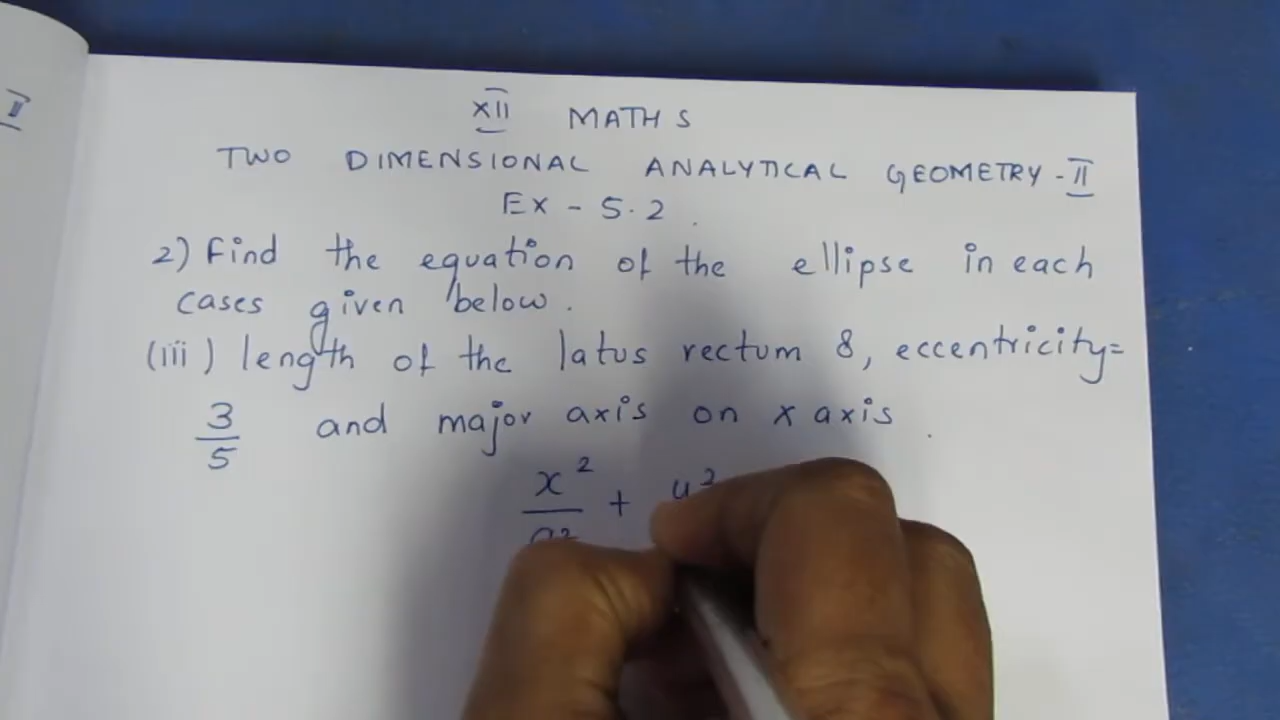 II
XII MATHS
TWO DIMENSIONAL ANALYTICAL GEOMETRY - II
EX - 5.2
2) Find the equation of the ellipse in each
cases given below.
(iii) length of the latus rectum 8, eccentricity=
3/5 and major axis on x axis.
x²/a² + y²